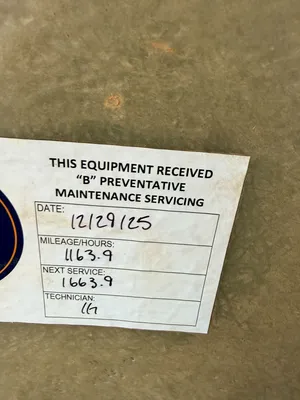 THIS EQUIPMENT RECEIVED
"B" PREVENTATIVE
MAINTENANCE SERVICING
DATE:
12/29/25
MILEAGE/HOURS:
1163.9
NEXT SERVICE:
1663.9
TECHNICIAN:
IG